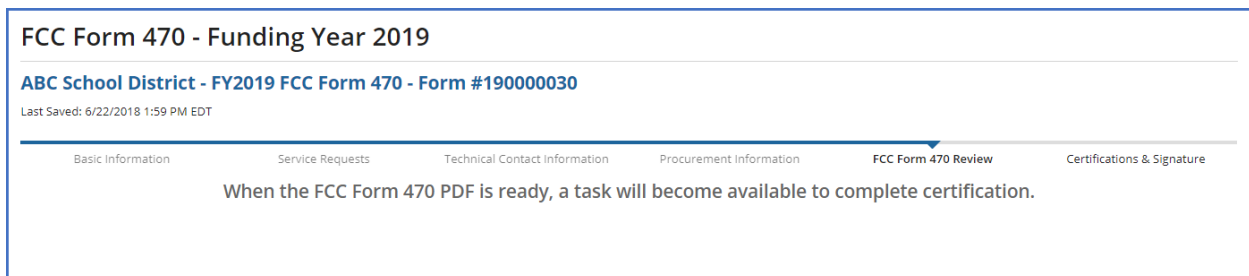 FCC Form 470 - Funding Year 2019
ABC School District - FY2019 FCC Form 470 - Form #190000030
Last Saved: 6/22/2018 1:59 PM EDT
Basic Information Service Requests Technical Contact Information Procurement Information FCC Form 470 Review Certifications & Signature
When the FCC Form 470 PDF is ready, a task will become available to complete certification.